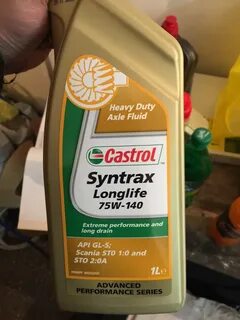 Heavy Duty
Axle Fluid
Castrol
Syntrax
Longlife
75W-140
Extreme performance and
long drain
API GL-5;
Scania STO 1:0 and
STO 2:0A
1L℮
ADVANCED
PERFORMANCE SERIES